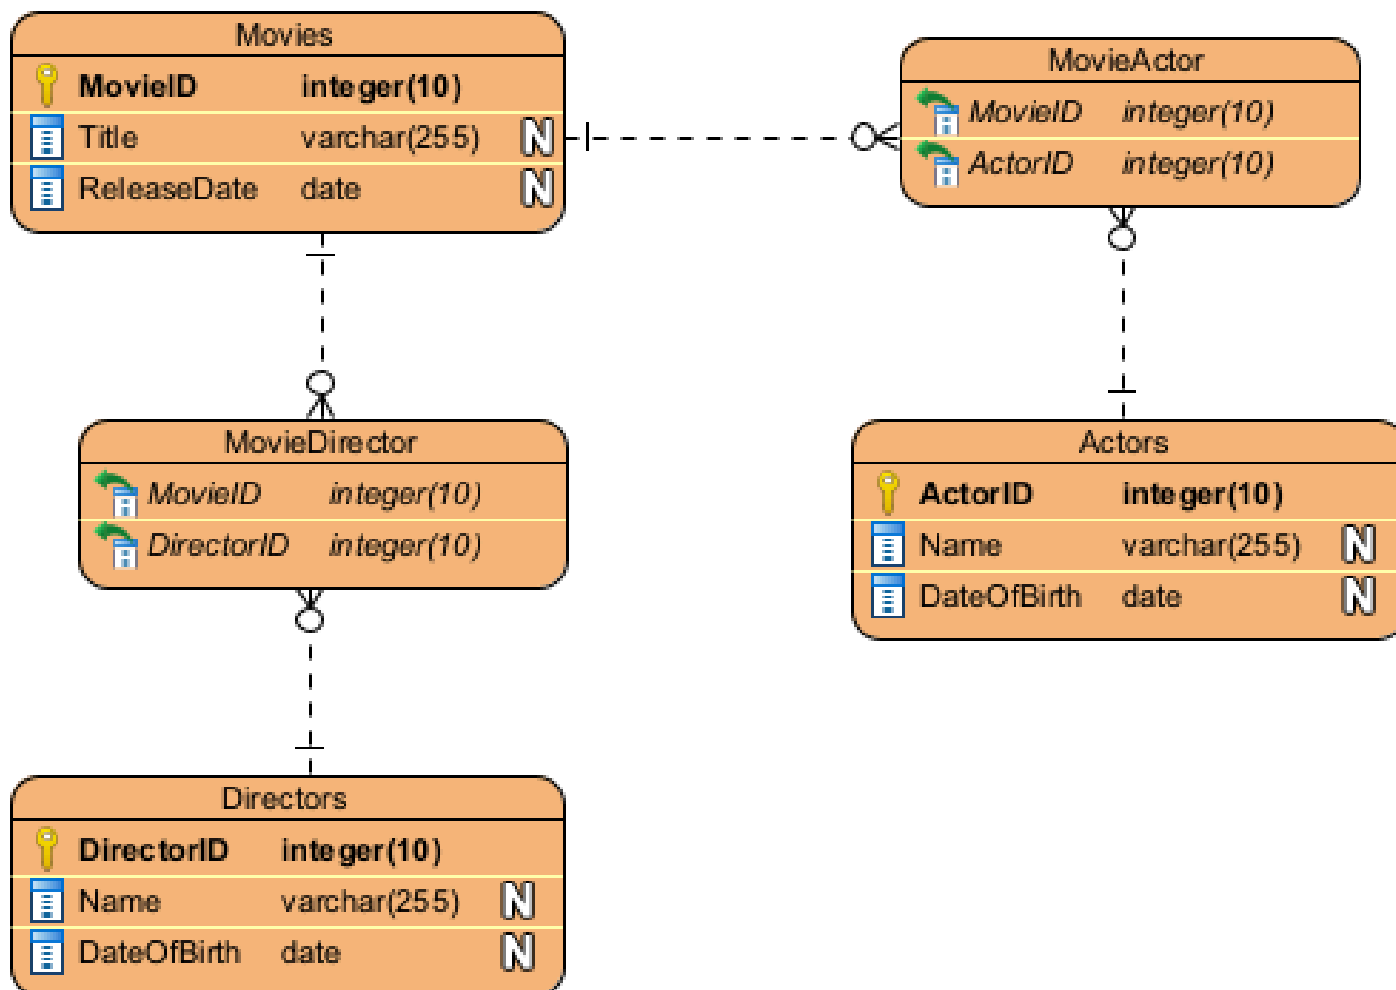 Movies
MovieID integer(10)
Title varchar(255) N
ReleaseDate date N
MovieActor
MovieID integer(10)
ActorID integer(10)
MovieDirector
MovieID integer(10)
DirectorID integer(10)
Actors
ActorID integer(10)
Name varchar(255) N
DateOfBirth date N
Directors
DirectorID integer(10)
Name varchar(255) N
DateOfBirth date N